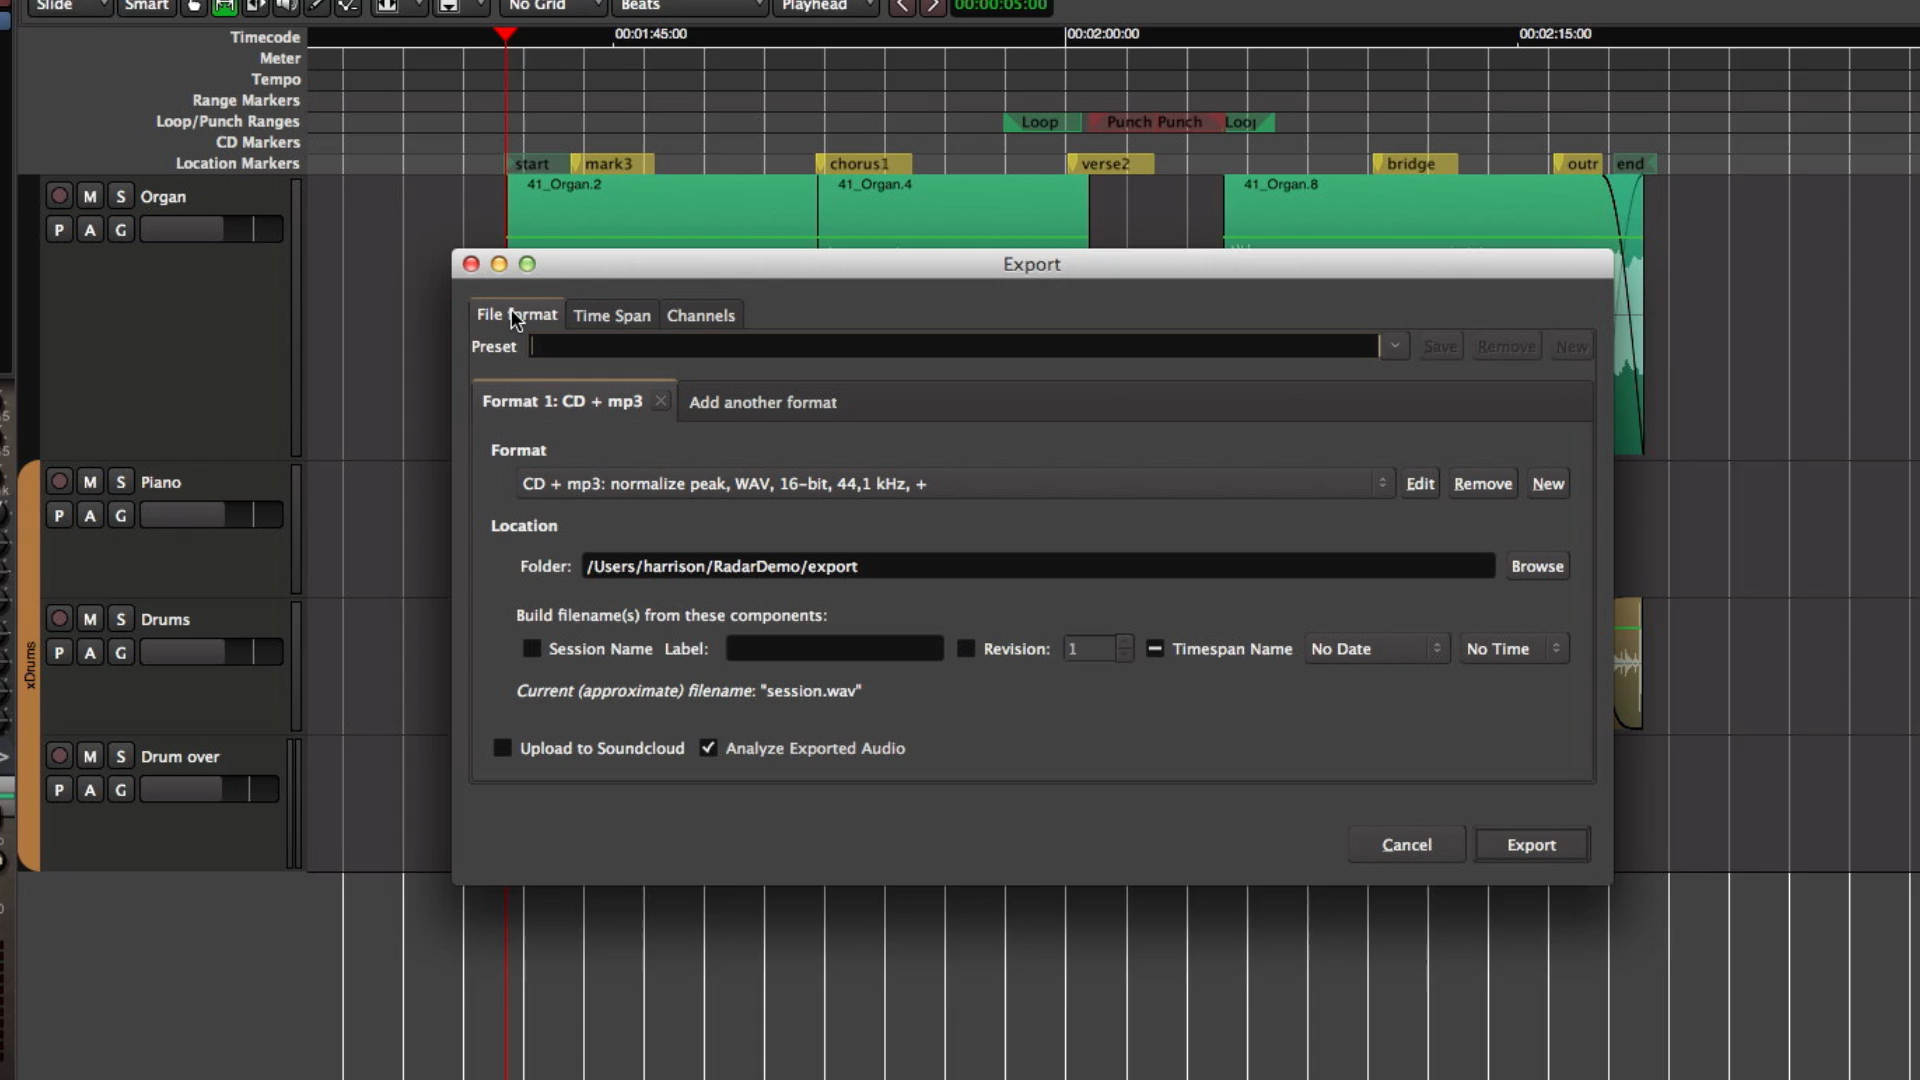 Slide Smart No Grid Beats Playhead 00:00:05:00
Timecode 00:01:45:00 00:02:00:00 00:02:15:00
Meter
Tempo
Range Markers
Loop/Punch Ranges Loop Punch Punch Loop
CD Markers
Location Markers start mark3 chorus1 verse2 bridge outr end
M S Organ 41_Organ.2 41_Organ.4 41_Organ.8
P A G
Export
File format Time Span Channels
Preset Save Remove New
Format 1: CD + mp3 Add another format
Format
CD + mp3: normalize peak, WAV, 16-bit, 44,1 kHz, + Edit Remove New
M S Piano
P A G
Location
Folder: /Users/harrison/RadarDemo/export Browse
Build filename(s) from these components:
M S Drums
Session Name Label: Revision: 1 Timespan Name No Date No Time
P A G
xDrums
Current (approximate) filename: "session.wav"
Upload to Soundcloud Analyze Exported Audio
M S Drum over
P A G
Cancel Export